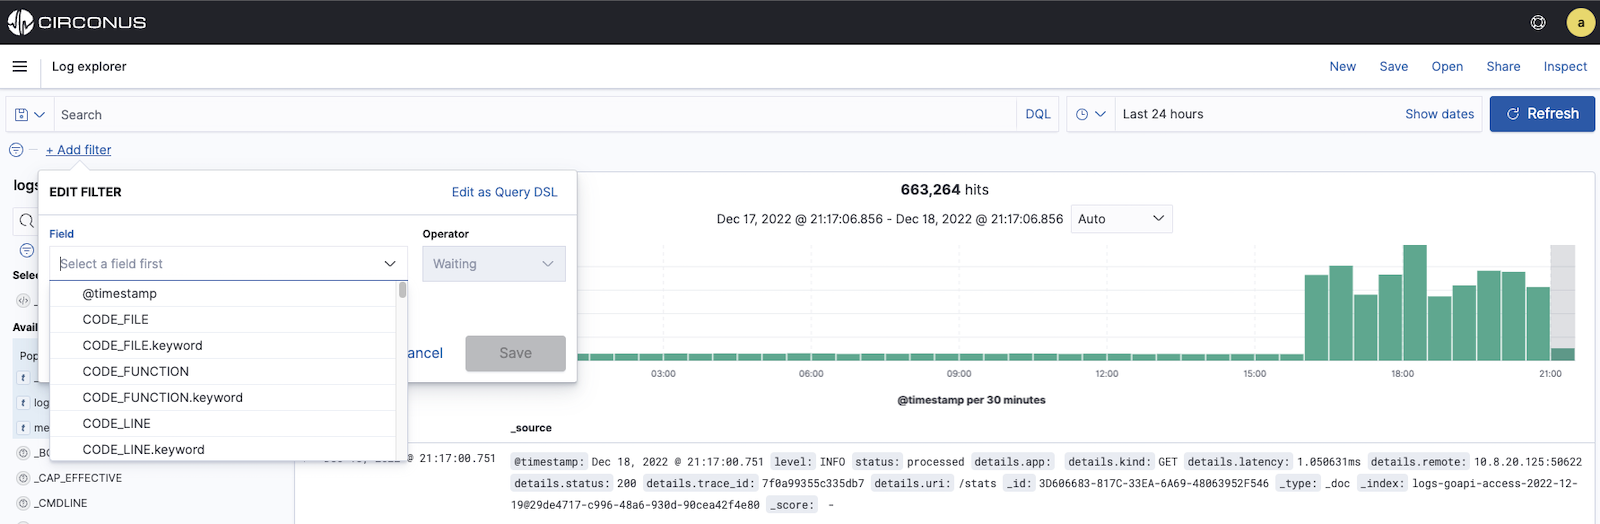 CIRCONUS
a
Log explorer
New Save Open Share Inspect
Search
DQL
Last 24 hours
Show dates
Refresh
+ Add filter
logs
EDIT FILTER
Edit as Query DSL
663,264 hits
Dec 17, 2022 @ 21:17:06.856 - Dec 18, 2022 @ 21:17:06.856
Auto
Field
Operator
Select a field first
Waiting
Selec
@timestamp
CODE_FILE
CODE_FILE.keyword
CODE_FUNCTION
CODE_FUNCTION.keyword
CODE_LINE
CODE_LINE.keyword
Avail
Pop
t
t log
t me
ancel
Save
03:00 06:00 09:00 12:00 15:00 18:00 21:00
@timestamp per 30 minutes
_source
_CAP_EFFECTIVE
_CMDLINE
@ 21:17:00.751
@timestamp: Dec 18, 2022 @ 21:17:00.751 level: INFO status: processed details.app: details.kind: GET details.latency: 1.050631ms details.remote: 10.8.20.125:50622
details.status: 200 details.trace_id: 7f0a99355c335db7 details.uri: /stats _id: 3D606683-817C-33EA-6A69-48063952F546 _type: _doc _index: logs-goapi-access-2022-12-
19@29de4717-c996-48a6-930d-90cea42f4e80 _score: -